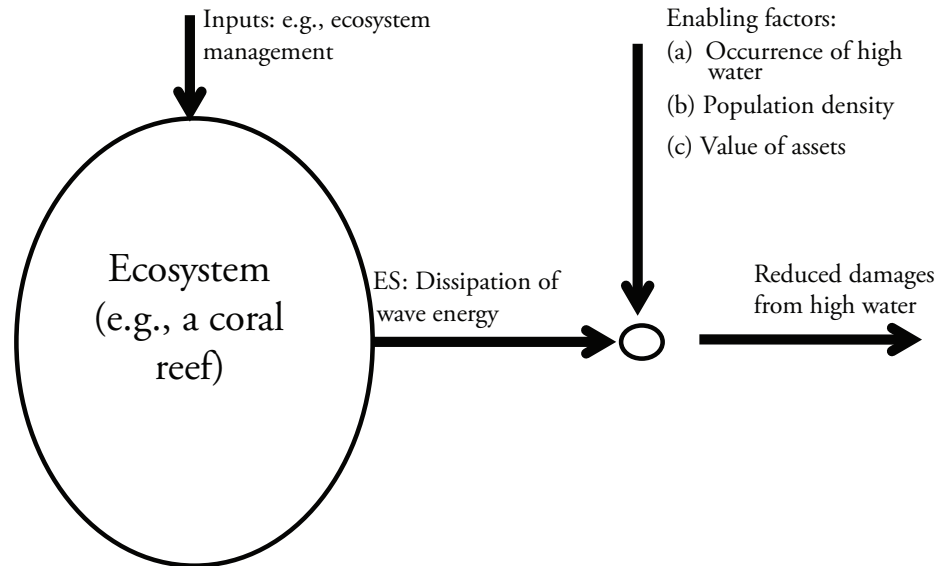 Inputs: e.g., ecosystem
management
Enabling factors:
(a) Occurrence of high
water
(b) Population density
(c) Value of assets
Ecosystem
(e.g., a coral
reef)
ES: Dissipation of
wave energy
Reduced damages
from high water